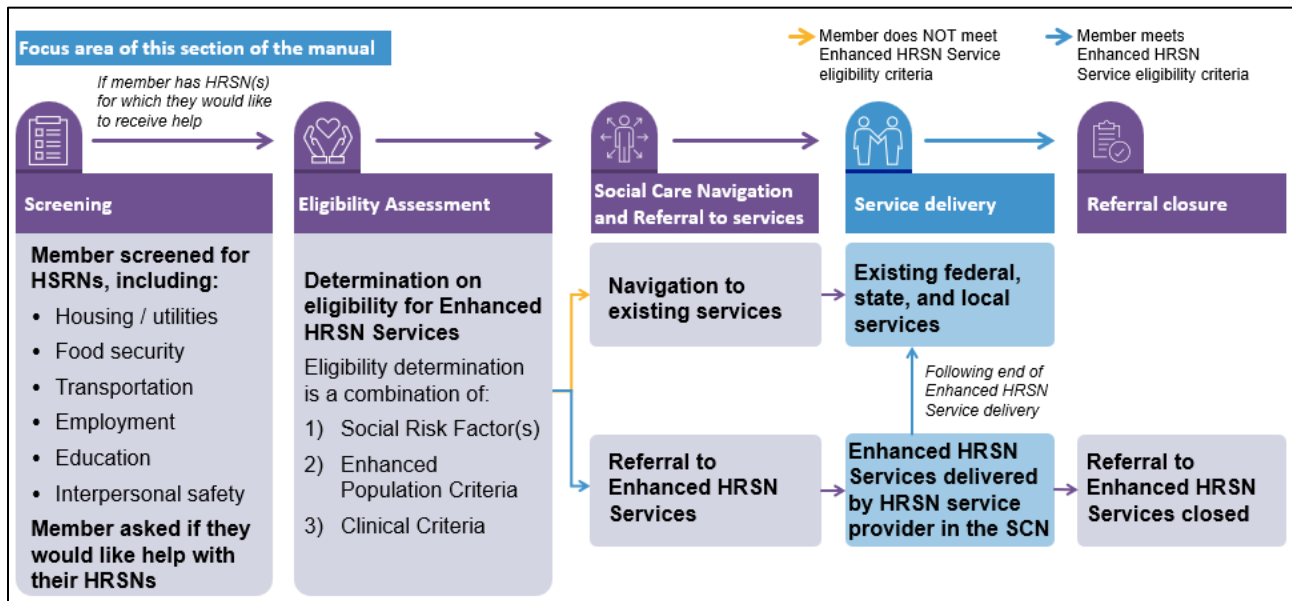 Focus area of this section of the manual
If member has HRSN(s)
for which they would like
to receive help
Member does NOT meet
Enhanced HRSN Service
eligibility criteria
Member meets
Enhanced HRSN
Service eligibility criteria
Screening
Eligibility Assessment
Social Care Navigation
and Referral to services
Service delivery
Referral closure
Member screened for
HSRNs, including:
• Housing / utilities
• Food security
• Transportation
• Employment
• Education
• Interpersonal safety
Member asked if they
would like help with
their HRSNs
Determination on
eligibility for Enhanced
HRSN Services
Eligibility determination
is a combination of:
1) Social Risk Factor(s)
2) Enhanced
Population Criteria
3) Clinical Criteria
Navigation to
existing services
Existing federal,
state, and local
services
Following end of
Enhanced HRSN
Service delivery
Referral to
Enhanced HRSN
Services
Enhanced HRSN
Services delivered
by HRSN service
provider in the SCN
Referral to
Enhanced HRSN
Services closed